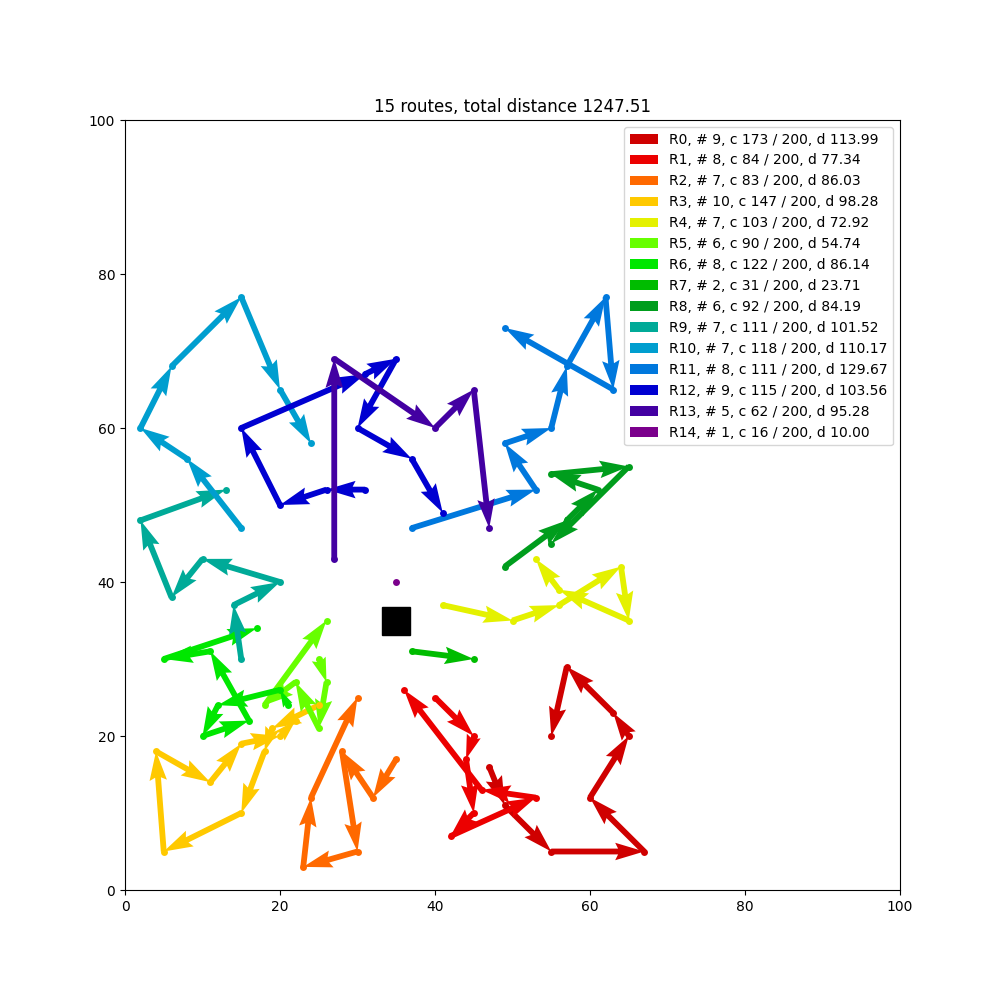 15 routes, total distance 1247.51
100
80
60
40
20
0
0 20 40 60 80 100
R0, # 9, c 173 / 200, d 113.99
R1, # 8, c 84 / 200, d 77.34
R2, # 7, c 83 / 200, d 86.03
R3, # 10, c 147 / 200, d 98.28
R4, # 7, c 103 / 200, d 72.92
R5, # 6, c 90 / 200, d 54.74
R6, # 8, c 122 / 200, d 86.14
R7, # 2, c 31 / 200, d 23.71
R8, # 6, c 92 / 200, d 84.19
R9, # 7, c 111 / 200, d 101.52
R10, # 7, c 118 / 200, d 110.17
R11, # 8, c 111 / 200, d 129.67
R12, # 9, c 115 / 200, d 103.56
R13, # 5, c 62 / 200, d 95.28
R14, # 1, c 16 / 200, d 10.00